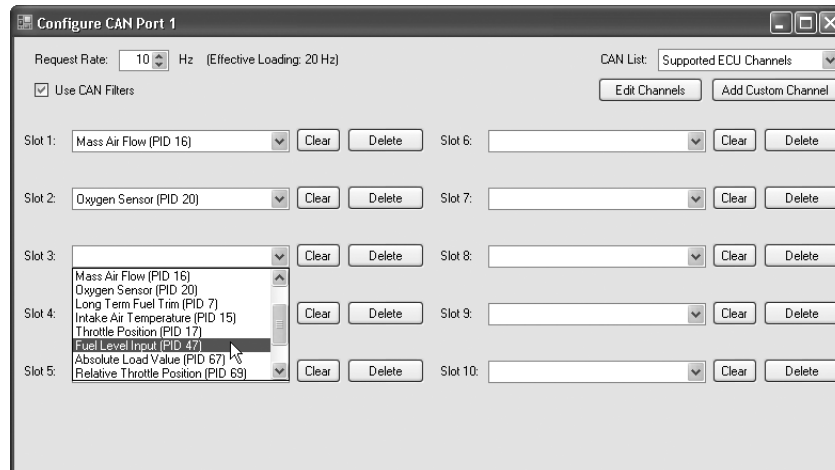 Configure CAN Port 1
Request Rate: 10 Hz (Effective Loading: 20 Hz)
CAN List: Supported ECU Channels
Use CAN Filters
Edit Channels
Add Custom Channel
Slot 1: Mass Air Flow (PID 16) Clear Delete
Slot 6: Clear Delete
Slot 2: Oxygen Sensor (PID 20) Clear Delete
Slot 7: Clear Delete
Slot 3: Clear Delete
Slot 8: Clear Delete
Mass Air Flow (PID 16)
Oxygen Sensor (PID 20)
Long Term Fuel Trim (PID 7)
Intake Air Temperature (PID 15)
Throttle Position (PID 17)
Fuel Level Input (PID 47)
Absolute Load Value (PID 67)
Relative Throttle Position (PID 69)
Slot 4: Clear Delete
Slot 9: Clear Delete
Slot 5: Clear Delete
Slot 10: Clear Delete